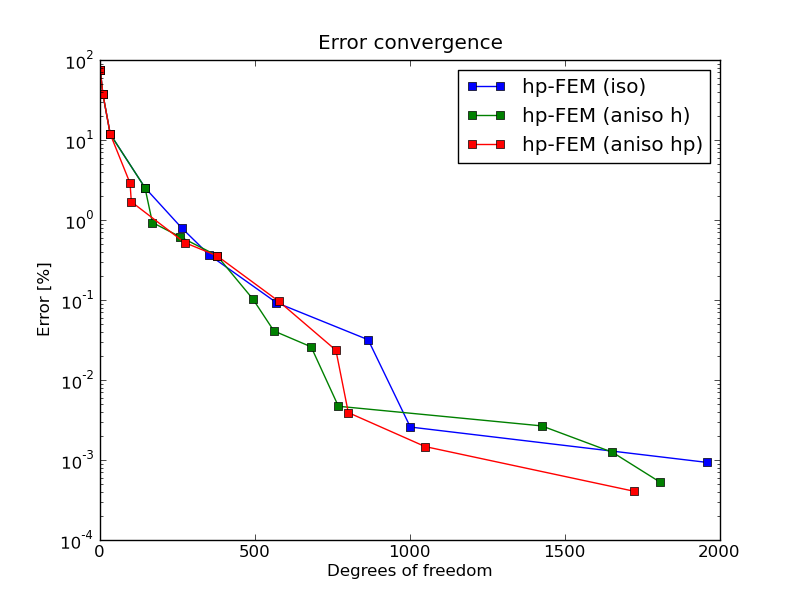 Error convergence
hp-FEM (iso)
hp-FEM (aniso h)
hp-FEM (aniso hp)
Error [%]
10^2
10^1
10^0
10^-1
10^-2
10^-3
10^-4
0 500 1000 1500 2000
Degrees of freedom